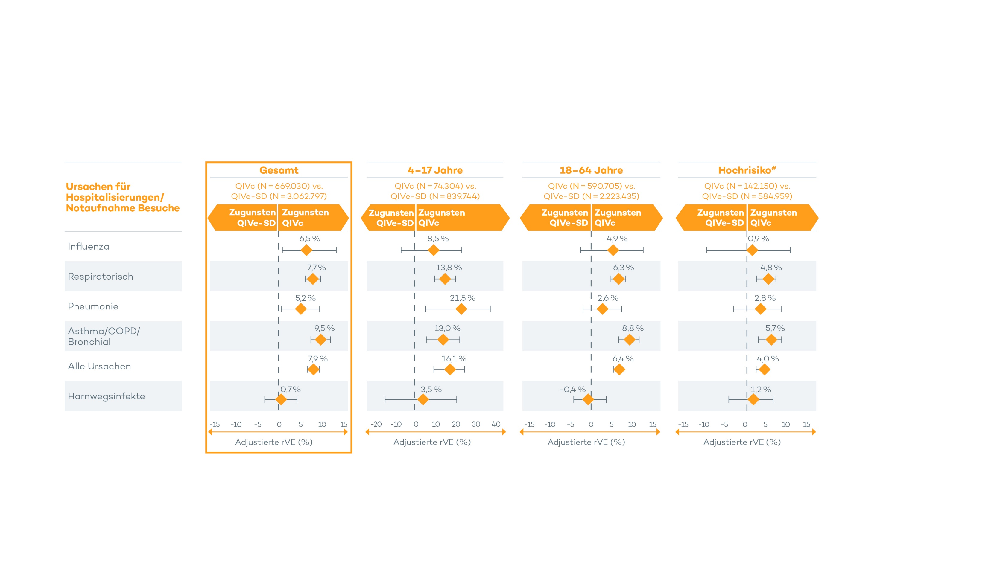 Ursachen für
Hospitalisierungen/
Notaufnahme Besuche
Gesamt
QIVc (N = 669.030) vs.
QIVe-SD (N = 3.062.797)
Zugunsten
QIVe-SD
Zugunsten
QIVc
4–17 Jahre
QIVc (N = 74.304) vs.
QIVe-SD (N = 839.744)
Zugunsten
QIVe-SD
Zugunsten
QIVc
18–64 Jahre
QIVc (N = 590.705) vs.
QIVe-SD (N = 2.223.435)
Zugunsten
QIVe-SD
Zugunsten
QIVc
Hochrisiko#
QIVc (N = 142.150) vs.
QIVe-SD (N = 584.959)
Zugunsten
QIVe-SD
Zugunsten
QIVc
Influenza
6,5 %
8,5 %
4,9 %
0,9 %
Respiratorisch
7,7 %
13,8 %
6,3 %
4,8 %
Pneumonie
5,2 %
21,5 %
2,6 %
2,8 %
Asthma/COPD/
Bronchial
9,5 %
13,0 %
8,8 %
5,7 %
Alle Ursachen
7,9 %
16,1 %
6,4 %
4,0 %
Harnwegsinfekte
0,7 %
3,5 %
-0,4 %
1,2 %
-15 -10 -5 0 5 10 15
-20 -10 0 10 20 30 40
-15 -10 -5 0 5 10 15
-15 -10 -5 0 5 10 15
Adjustierte rVE (%)
Adjustierte rVE (%)
Adjustierte rVE (%)
Adjustierte rVE (%)